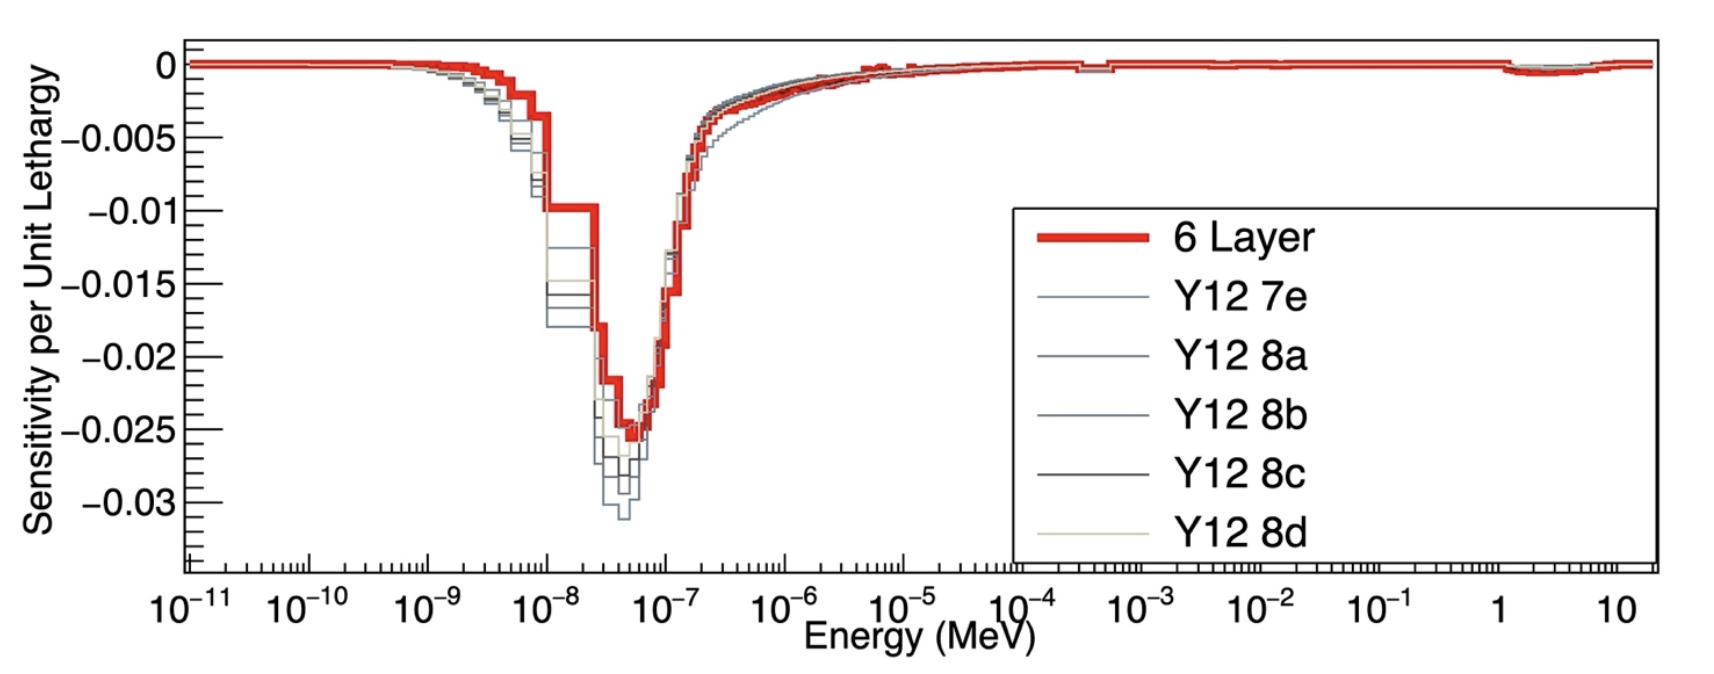 Sensitivity per Unit Lethargy
0
−0.005
−0.01
−0.015
−0.02
−0.025
−0.03
6 Layer
Y12 7e
Y12 8a
Y12 8b
Y12 8c
Y12 8d
10⁻¹¹ 10⁻¹⁰ 10⁻⁹ 10⁻⁸ 10⁻⁷ 10⁻⁶ 10⁻⁵ 10⁻⁴ 10⁻³ 10⁻² 10⁻¹ 1 10
Energy (MeV)